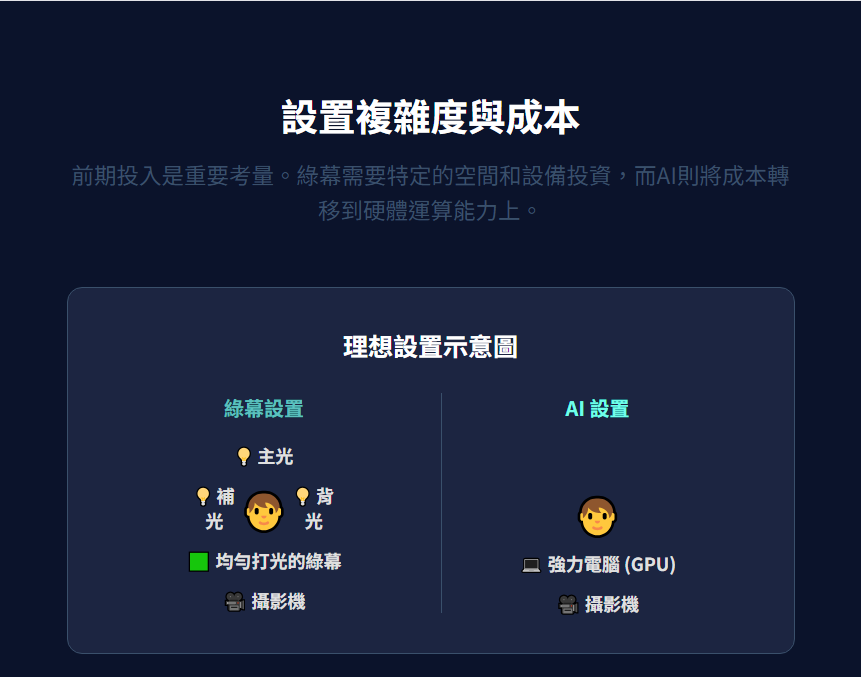 設置複雜度與成本
前期投入是重要考量。綠幕需要特定的空間和設備投資，而AI則將成本轉
移到硬體運算能力上。
理想設置示意圖
綠幕設置
主光
補
光
背
光
均勻打光的綠幕
攝影機
AI 設置
強力電腦 (GPU)
攝影機